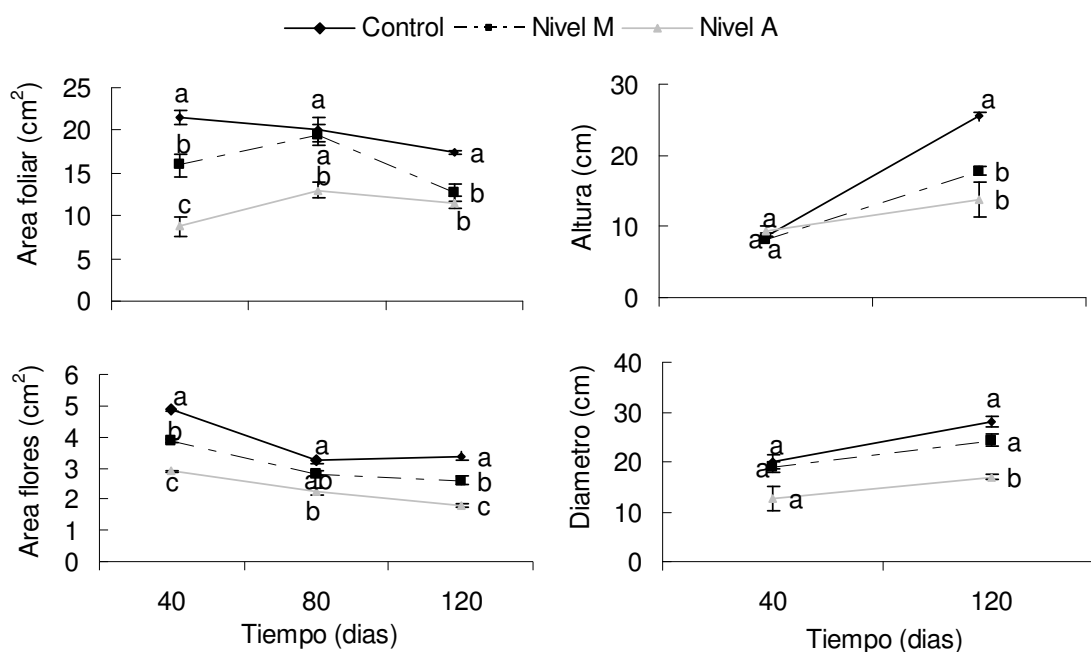 Control Nivel M Nivel A
Area foliar (cm²)
25
20
15
10
5
0
a
b
c
a
a
b
a
b
b
Altura (cm)
30
20
10
0
a
a
a
a
b
b
Area flores (cm²)
6
5
4
3
2
1
0
a
b
c
a
ab
b
a
b
c
40 80 120
Tiempo (dias)
Diametro (cm)
40
30
20
10
0
a
a
a
a
a
b
40 120
Tiempo (dias)